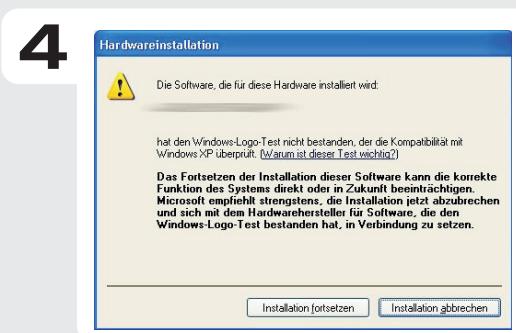 4
Hardwareinstallation
Die Software, die für diese Hardware installiert wird:
hat den Windows-Logo-Test nicht bestanden, der die Kompatibilität mit
Windows XP überprüft. (Warum ist dieser Test wichtig?)
Das Fortsetzen der Installation dieser Software kann die korrekte
Funktion des Systems direkt oder in Zukunft beeinträchtigen.
Microsoft empfiehlt strengstens, die Installation jetzt abzubrechen
und sich mit dem Hardwarehersteller für Software, die den
Windows-Logo-Test bestanden hat, in Verbindung zu setzen.
Installation fortsetzen Installation abbrechen